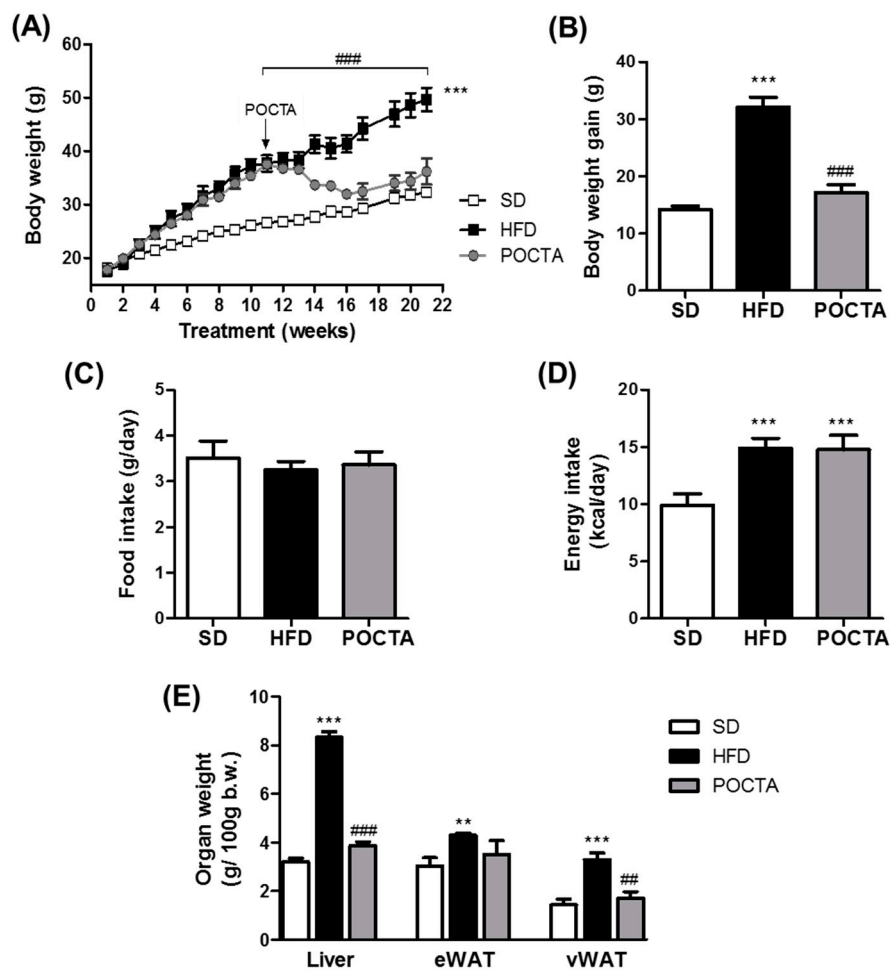 (A)
60
50
40
30
20
Body weight (g)
###
***
POCTA
SD
HFD
POCTA
0 2 4 6 8 10 12 14 16 18 20 22
Treatment (weeks)
(B)
40
30
20
10
0
Body weight gain (g)
***
###
SD HFD POCTA
(C)
5
4
3
3
1
0
Food intake (g/day)
SD HFD POCTA
(D)
20
15
10
5
0
Energy intake
(kcal/day)
*** ***
SD HFD POCTA
(E)
10
8
6
4
2
0
Organ weight
(g/ 100g b.w.)
***
###
**
***
##
Liver eWAT vWAT
SD
HFD
POCTA